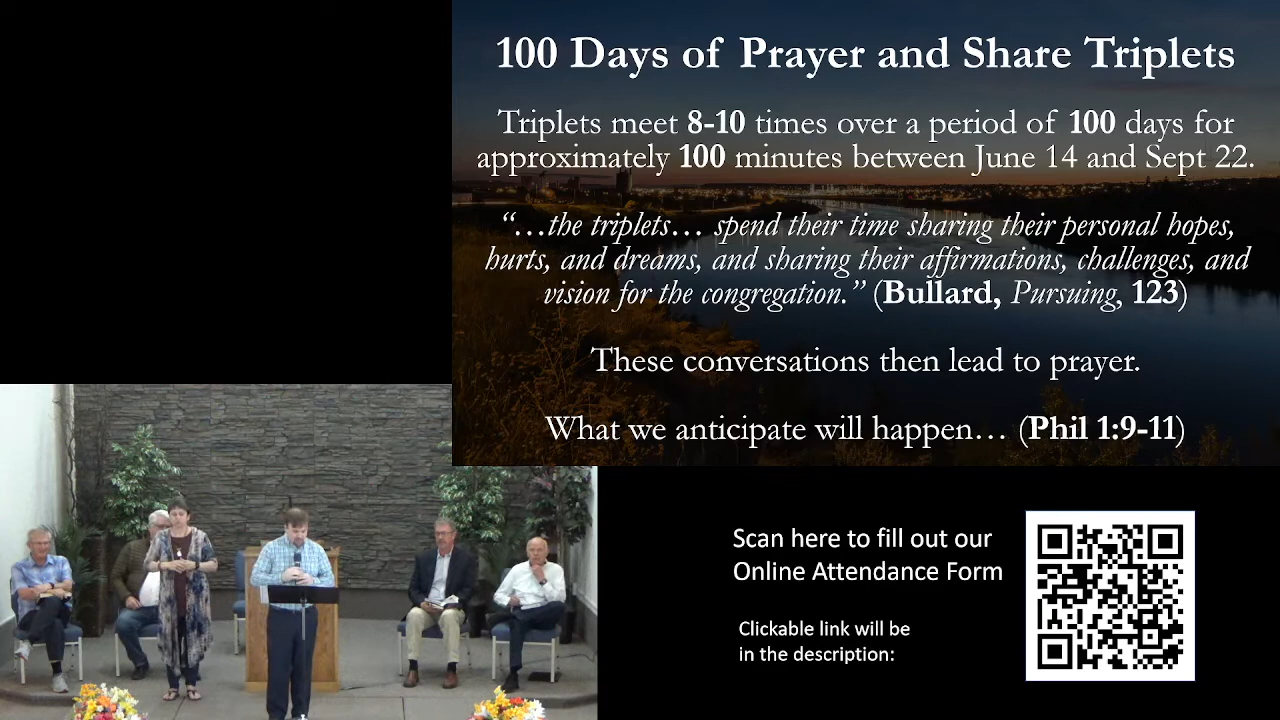 100 Days of Prayer and Share Triplets
Triplets meet 8-10 times over a period of 100 days for
approximately 100 minutes between June 14 and Sept 22.
“…the triplets… spend their time sharing their personal hopes,
hurts, and dreams, and sharing their affirmations, challenges, and
vision for the congregation.” (Bullard, Pursuing, 123)
These conversations then lead to prayer.
What we anticipate will happen… (Phil 1:9-11)
Scan here to fill out our
Online Attendance Form
Clickable link will be
in the description: